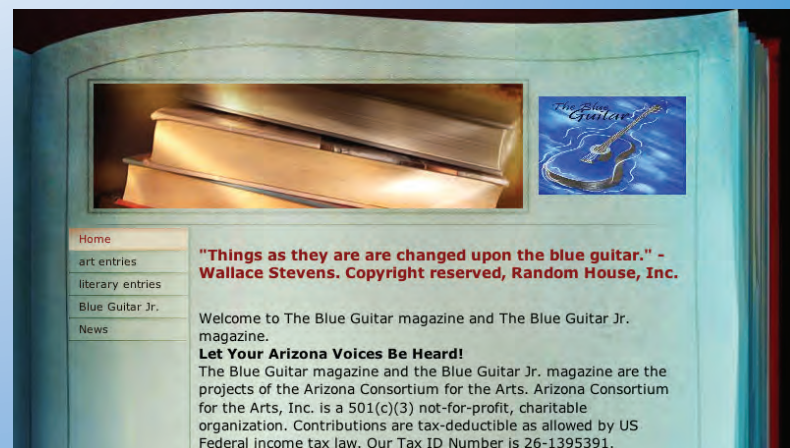 The Blue
Guitar
Home
art entries
literary entries
Blue Guitar Jr.
News
"Things as they are are changed upon the blue guitar." -
Wallace Stevens. Copyright reserved, Random House, Inc.
Welcome to The Blue Guitar magazine and The Blue Guitar Jr.
magazine.
Let Your Arizona Voices Be Heard!
The Blue Guitar magazine and the Blue Guitar Jr. magazine are the
projects of the Arizona Consortium for the Arts. Arizona Consortium
for the Arts, Inc. is a 501(c)(3) not-for-profit, charitable
organization. Contributions are tax-deductible as allowed by US
Federal income tax law. Our Tax ID Number is 26-1395391.